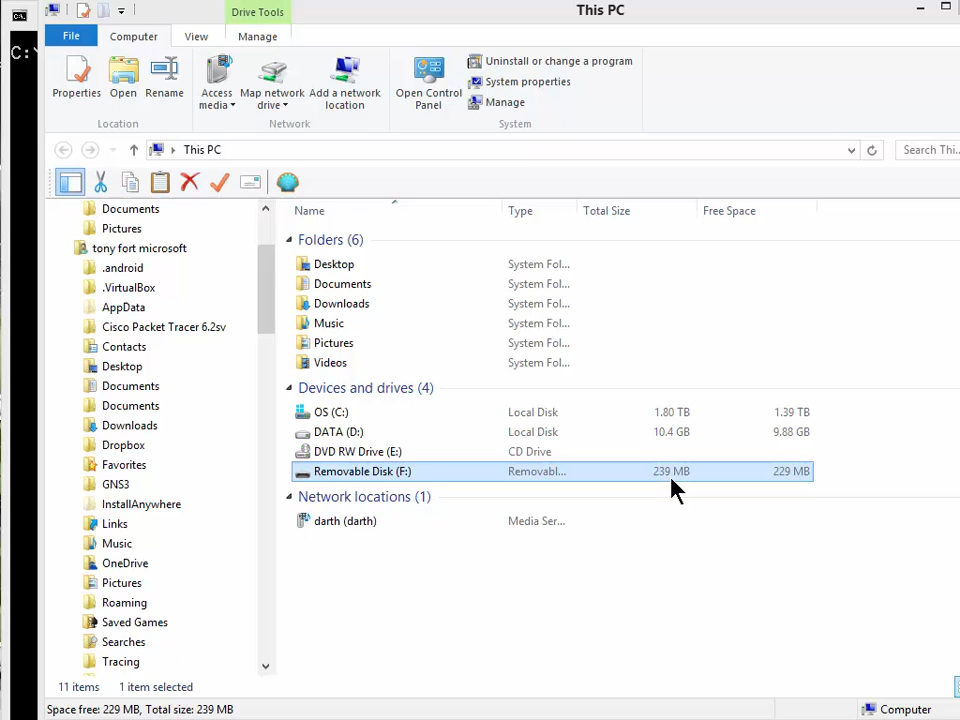 Drive Tools
This PC
File
Computer
View
Manage
C:\
Properties
Open
Rename
Access media
Map network drive
Add a network location
Open Control Panel
Uninstall or change a program
System properties
Manage
Location
Network
System
This PC
Search Thi...
Documents
Pictures
tony fort microsoft
.android
.VirtualBox
AppData
Cisco Packet Tracer 6.2sv
Contacts
Desktop
Documents
Documents
Downloads
Dropbox
Favorites
GNS3
InstallAnywhere
Links
Music
OneDrive
Pictures
Roaming
Saved Games
Searches
Tracing
Name Type Total Size Free Space
Folders (6)
Desktop System Fol...
Documents System Fol...
Downloads System Fol...
Music System Fol...
Pictures System Fol...
Videos System Fol...
Devices and drives (4)
OS (C:) Local Disk 1.80 TB 1.39 TB
DATA (D:) Local Disk 10.4 GB 9.88 GB
DVD RW Drive (E:) CD Drive
Removable Disk (F:) Removabl... 239 MB 229 MB
Network locations (1)
darth (darth) Media Ser...
11 items 1 item selected
Space free: 229 MB, Total size: 239 MB
Computer